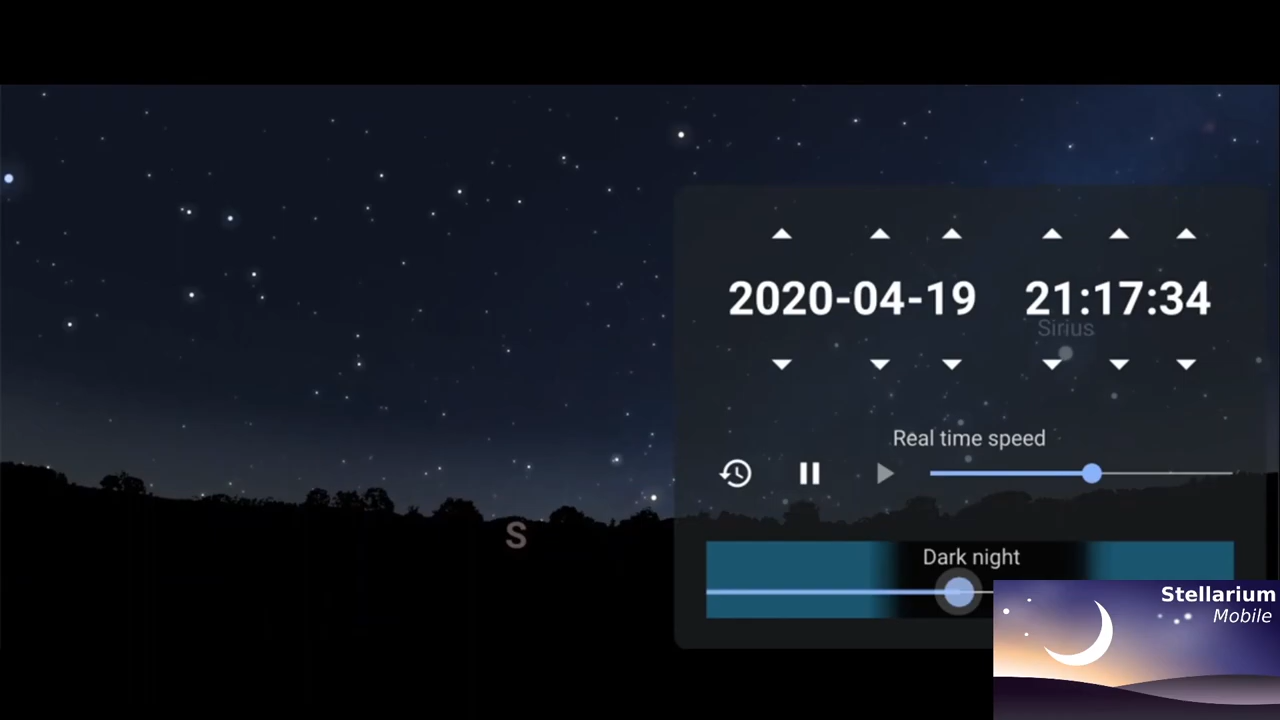 2020-04-19 21:17:34
Sirius
Real time speed
S
Dark night
Stellarium
Mobile